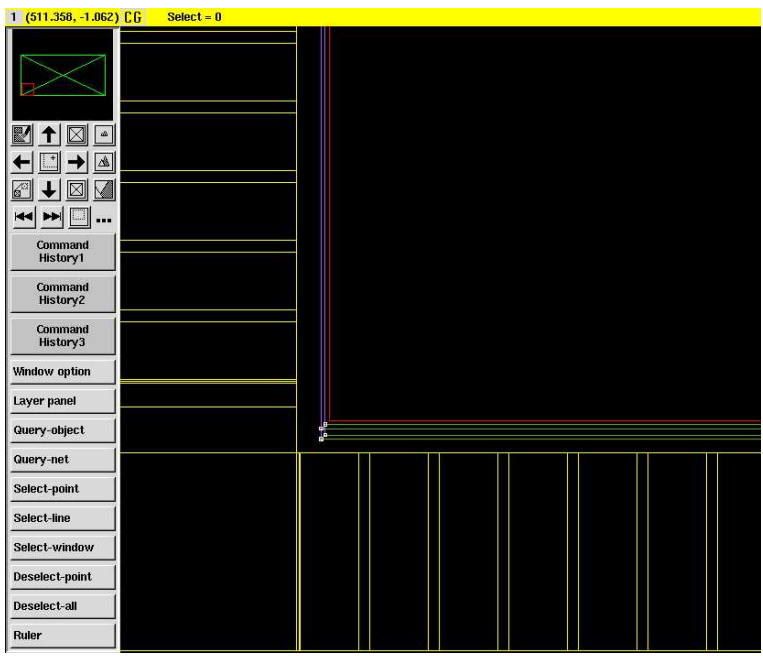 1 (511.358, -1.062) CG Select = 0
...
Command
History1
Command
History2
Command
History3
Window option
Layer panel
Query-object
Query-net
Select-point
Select-line
Select-window
Deselect-point
Deselect-all
Ruler